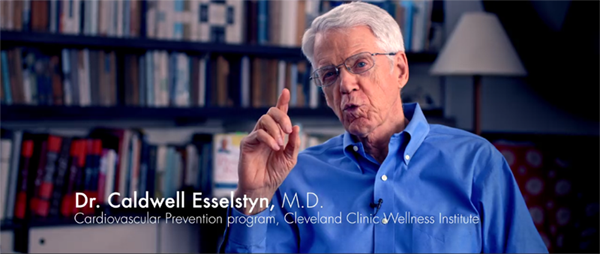 Dr. Caldwell Esselstyn, M.D.
Cardiovascular Prevention program, Cleveland Clinic Wellness Institute